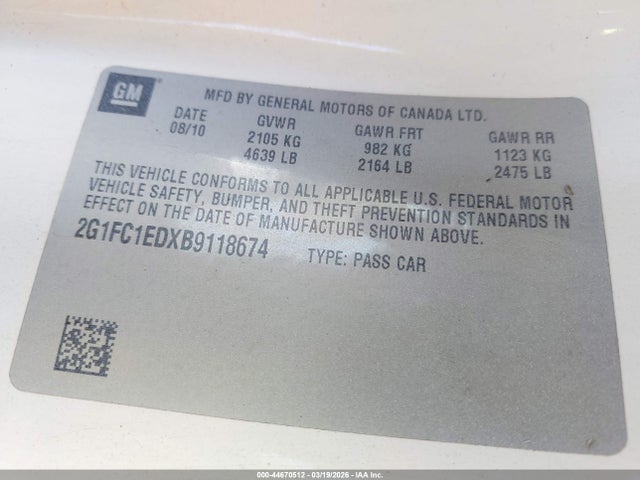 GM
MFD BY GENERAL MOTORS OF CANADA LTD.
DATE GVWR GAWR FRT GAWR RR
08/10 2105 KG 982 KG 1123 KG
4639 LB 2164 LB 2475 LB
THIS VEHICLE CONFORMS TO ALL APPLICABLE U.S. FEDERAL MOTOR
VEHICLE SAFETY, BUMPER, AND THEFT PREVENTION STANDARDS IN
EFFECT ON THE DATE OF MANUFACTURE SHOWN ABOVE.
2G1FC1EDXB9118674 TYPE: PASS CAR
000-44670512 - 03/19/2026 - IAA Inc.